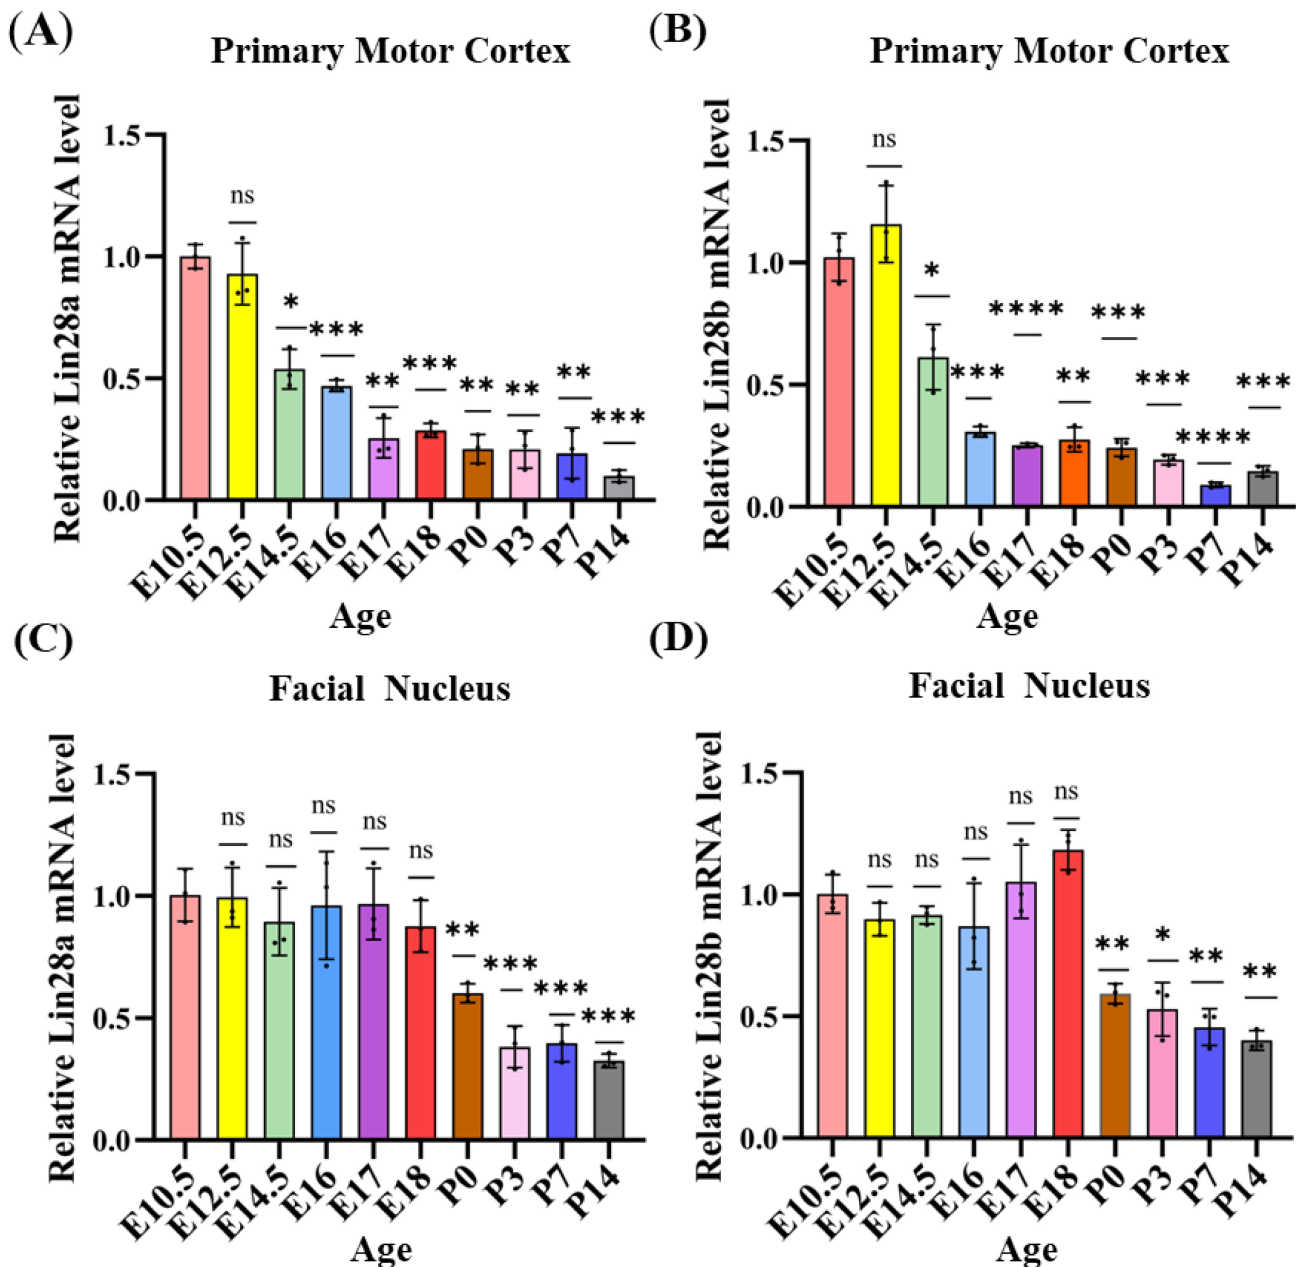 (A)
Primary Motor Cortex
Relative Lin28a mRNA level
1.5
1.0
0.5
0.0
ns
*
***
**
***
**
**
**
***
E10.5
E12.5
E14.5
E16
E17
E18
P0
P3
P7
P14
Age
(B)
Primary Motor Cortex
Relative Lin28b mRNA level
1.5
1.0
0.5
0.0
ns
*
***
****
**
***
***
****
***
E10.5
E12.5
E14.5
E16
E17
E18
P0
P3
P7
P14
Age
(C)
Facial Nucleus
Relative Lin28a mRNA level
1.5
1.0
0.5
0.0
ns
ns
ns
ns
ns
**
***
***
***
E10.5
E12.5
E14.5
E16
E17
E18
P0
P3
P7
P14
Age
(D)
Facial Nucleus
Relative Lin28b mRNA level
1.5
1.0
0.5
0.0
ns
ns
ns
ns
ns
**
*
**
**
E10.5
E12.5
E14.5
E16
E17
E18
P0
P3
P7
P14
Age